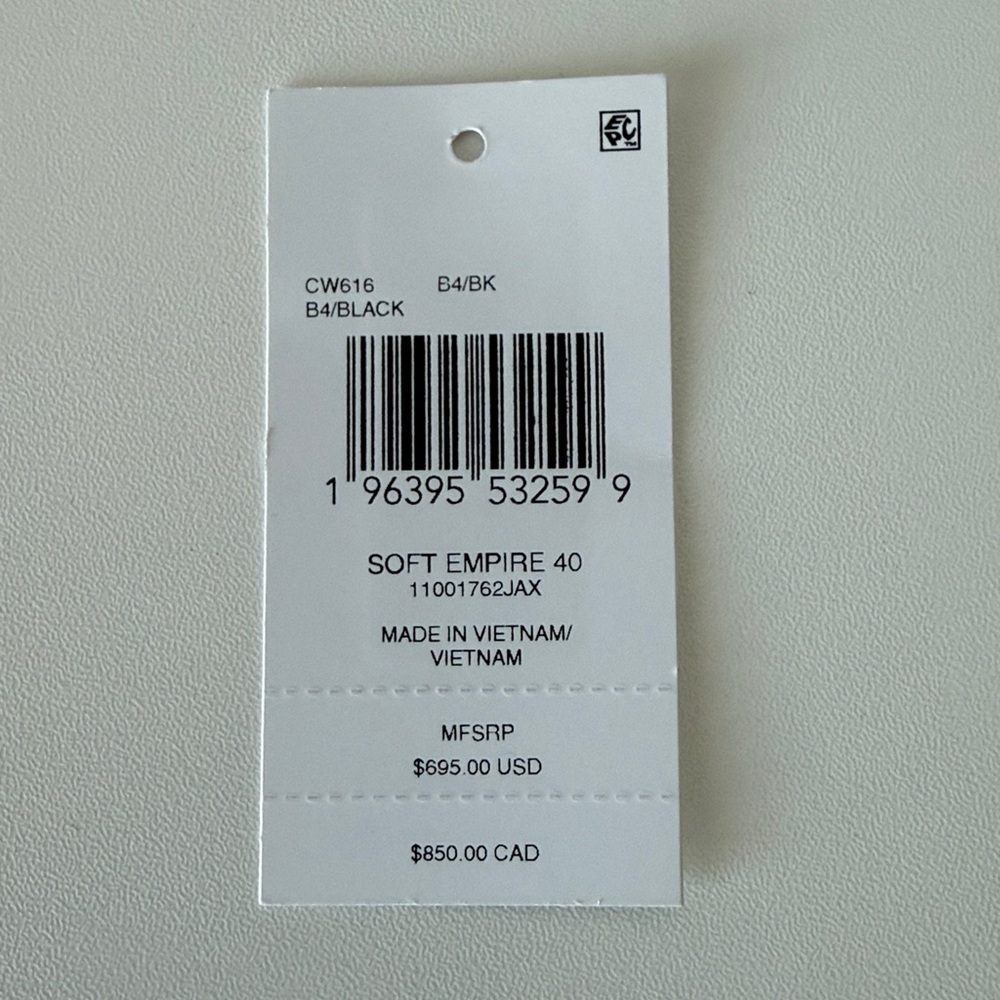 EPC™
CW616 B4/BK
B4/BLACK
1 96395 53259 9
SOFT EMPIRE 40
11001762JAX
MADE IN VIETNAM/
VIETNAM
MFSRP
$695.00 USD
$850.00 CAD